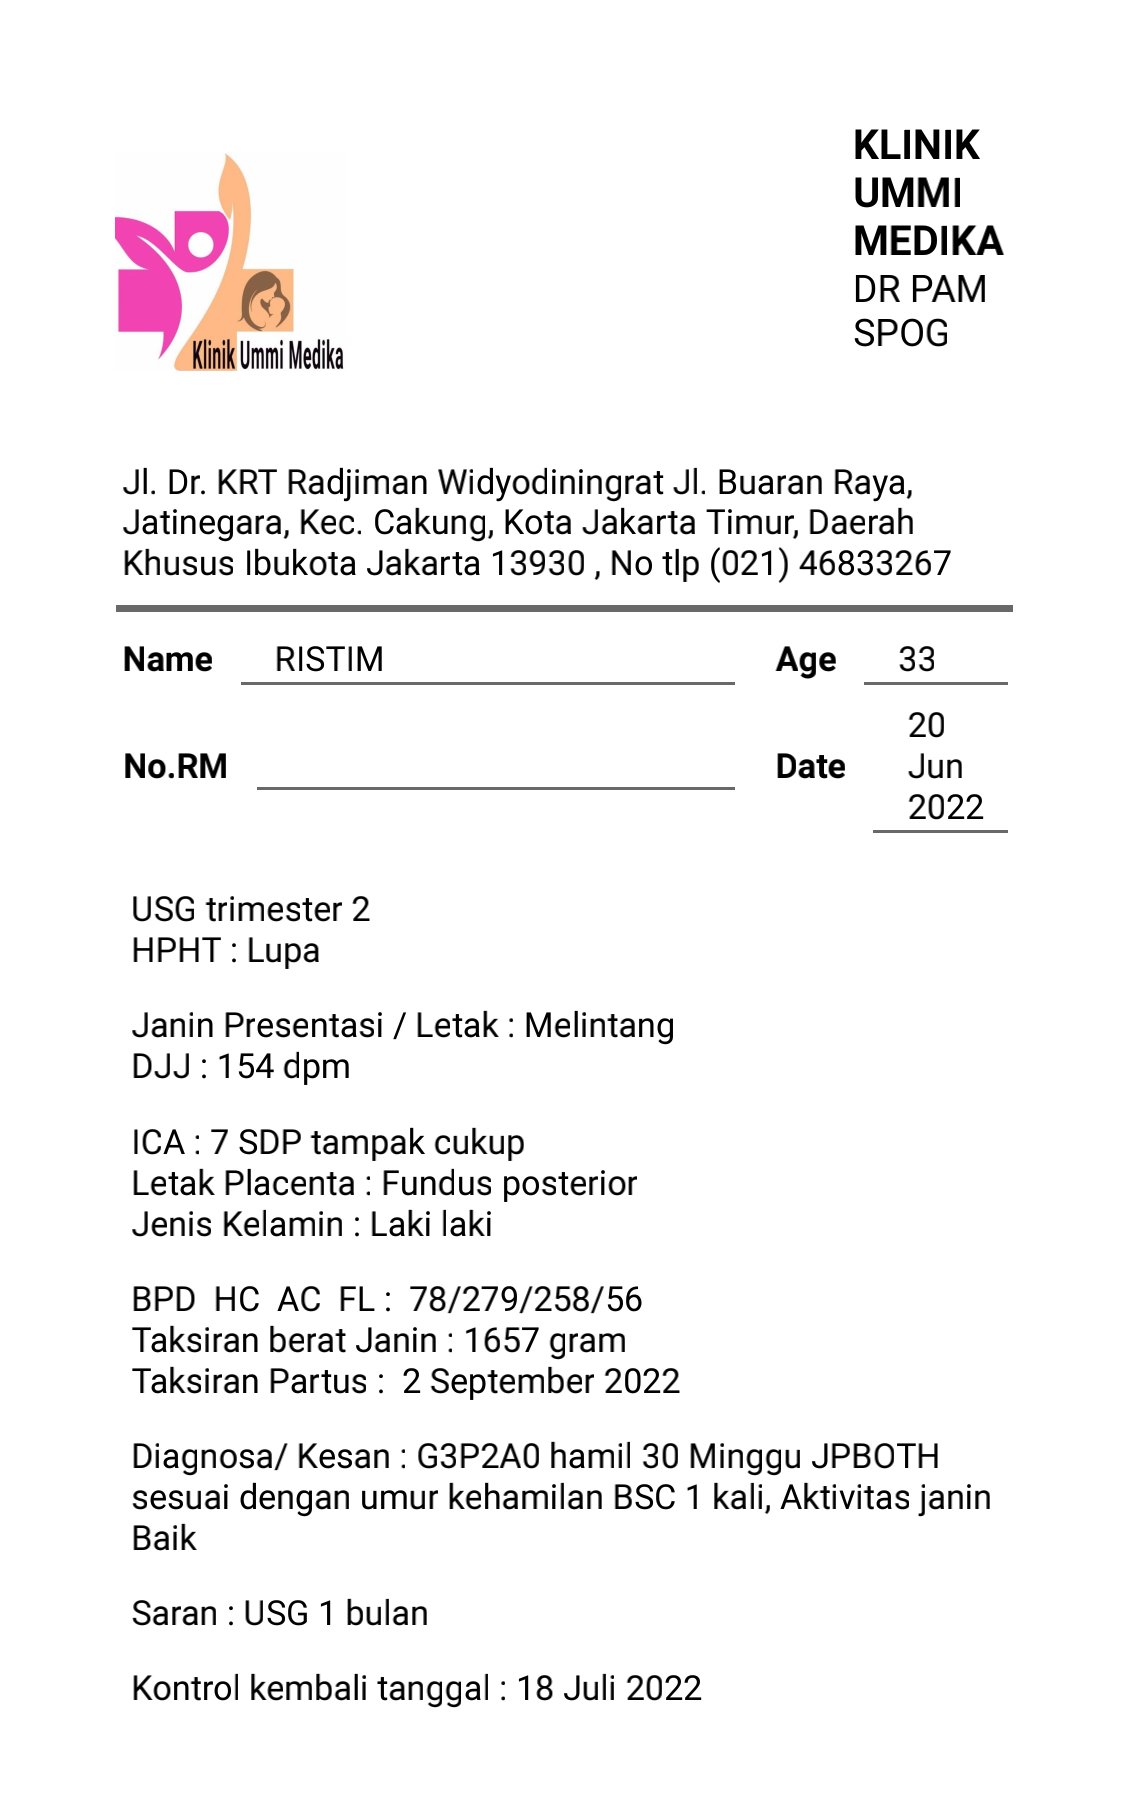 KLINIK
UMMI
MEDIKA
DR PAM
SPOG
Klinik Ummi Medika
Jl. Dr. KRT Radjiman Widyodiningrat Jl. Buaran Raya,
Jatinegara, Kec. Cakung, Kota Jakarta Timur, Daerah
Khusus Ibukota Jakarta 13930 , No tlp (021) 46833267
Name RISTIM Age 33
No.RM Date 20
Jun
2022
USG trimester 2
HPHT : Lupa
Janin Presentasi / Letak : Melintang
DJJ : 154 dpm
ICA : 7 SDP tampak cukup
Letak Placenta : Fundus posterior
Jenis Kelamin : Laki laki
BPD HC AC FL : 78/279/258/56
Taksiran berat Janin : 1657 gram
Taksiran Partus : 2 September 2022
Diagnosa/ Kesan : G3P2A0 hamil 30 Minggu JPBOTH
sesuai dengan umur kehamilan BSC 1 kali, Aktivitas janin
Baik
Saran : USG 1 bulan
Kontrol kembali tanggal : 18 Juli 2022